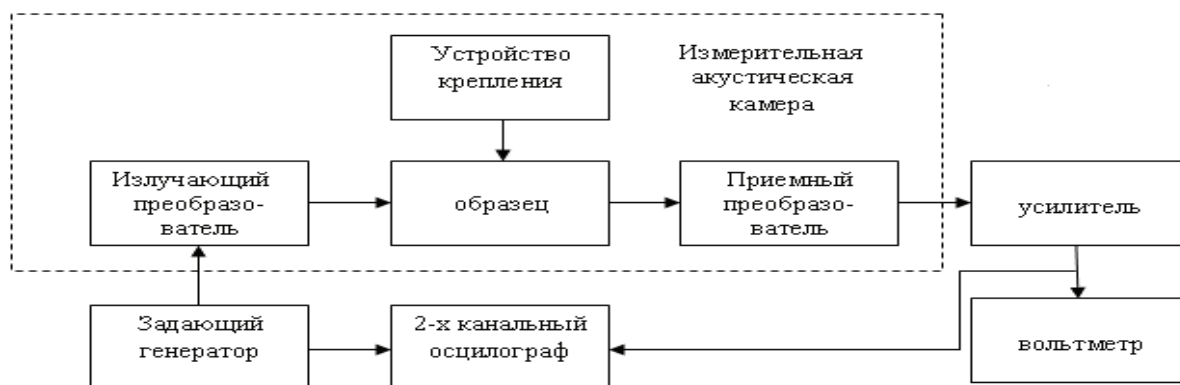 Устройство
крепления
Измерительная
акустическая
камера
Излучающий
преобразо-
ватель
образец
Приемный
преобразо-
ватель
усилитель
Задающий
генератор
2-х канальный
осцилограф
вольтметр